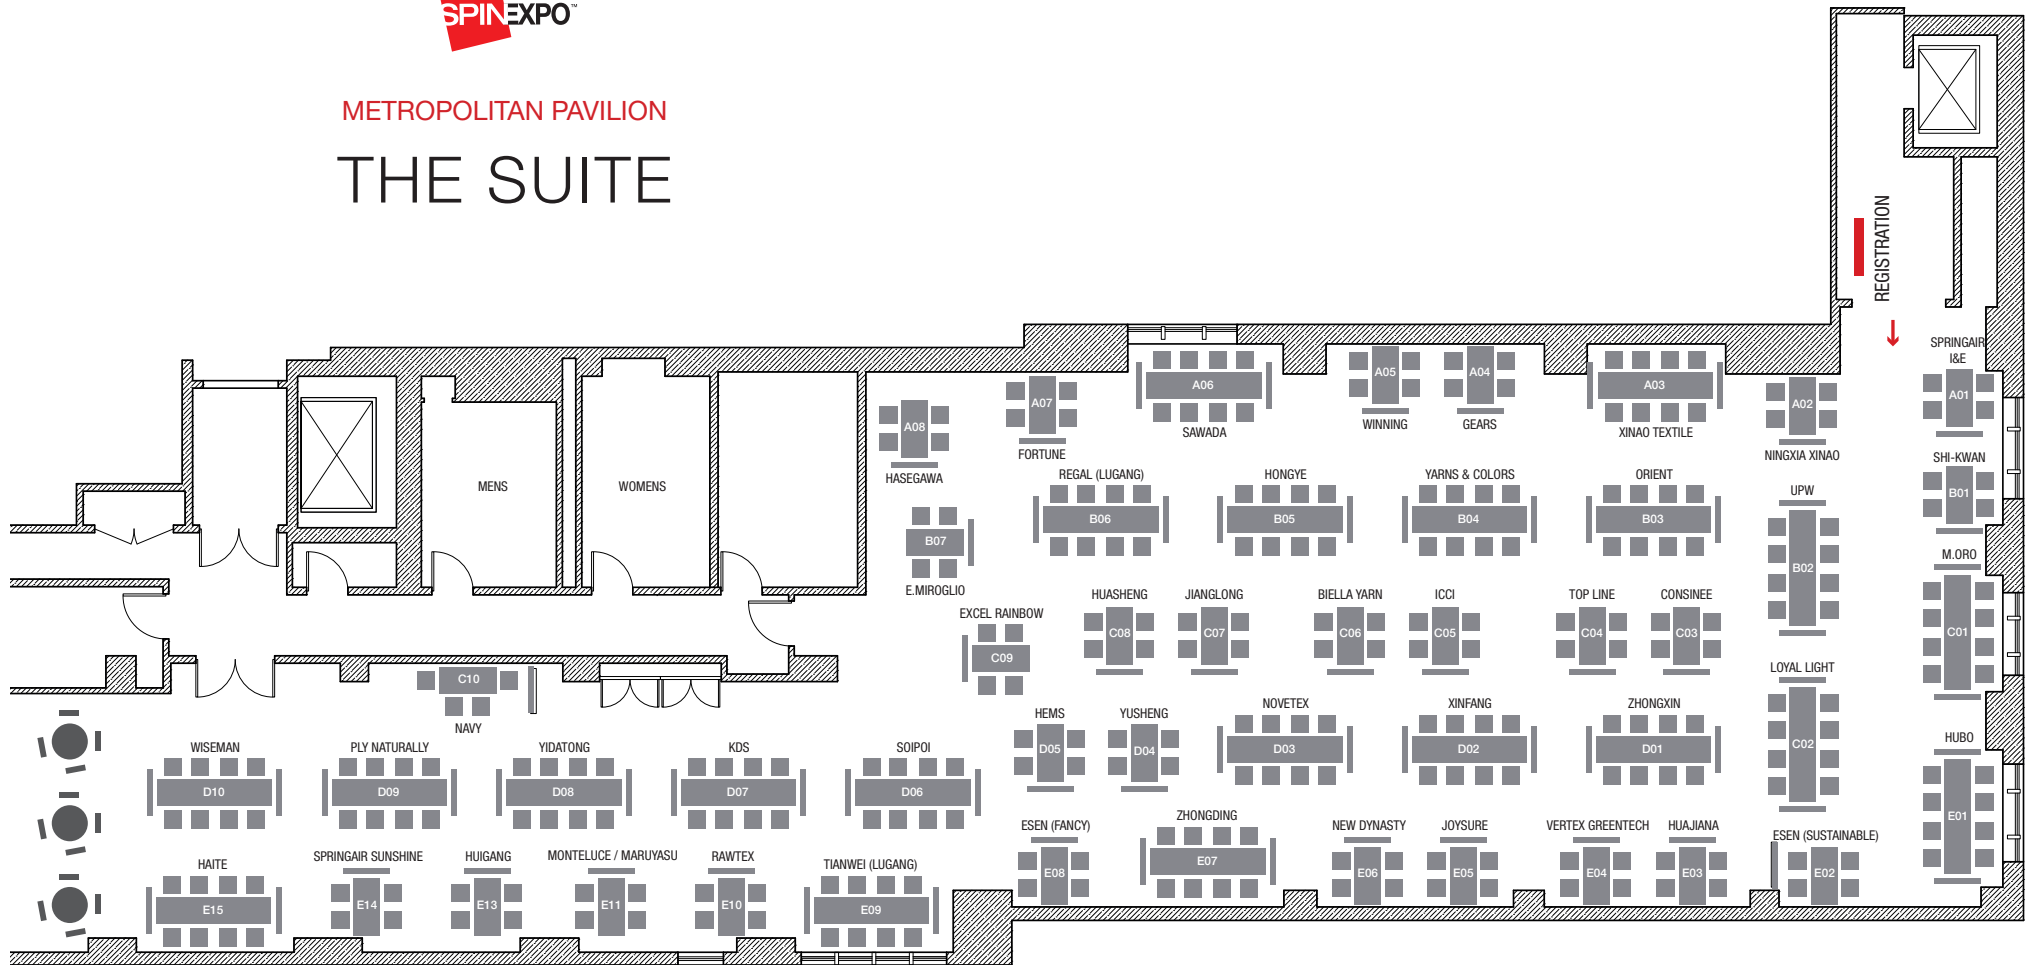 SPINEXPO™
METROPOLITAN PAVILION
THE SUITE
REGISTRATION
SPRINGAIR
I&E
A01
A02
NINGXIA XINAO
A03
XINAO TEXTILE
A04
GEARS
A05
WINNING
A06
SAWADA
A07
FORTUNE
A08
HASEGAWA
MENS
WOMENS
SHI-KWAN
B01
UPW
B02
ORIENT
B03
YARNS & COLORS
B04
HONGYE
B05
REGAL (LUGANG)
B06
B07
E.MIROGLIO
M.ORO
C01
LOYAL LIGHT
C02
CONSINEE
C03
TOP LINE
C04
ICCI
C05
BIELLA YARN
C06
JIANGLONG
C07
HUASHENG
C08
EXCEL RAINBOW
C09
C10
NAVY
ZHONGXIN
D01
XINFANG
D02
NOVETEX
D03
YUSHENG
D04
HEMS
D05
SOIPOI
D06
KDS
D07
YIDATONG
D08
PLY NATURALLY
D09
WISEMAN
D10
HUBO
E01
ESEN (SUSTAINABLE)
E02
HUAJIANA
E03
VERTEX GREENTECH
E04
JOYSURE
E05
NEW DYNASTY
E06
ZHONGDING
E07
ESEN (FANCY)
E08
TIANWEI (LUGANG)
E09
RAWTEX
E10
MONTELUCE / MARUYASU
E11
HUIGANG
E13
SPRINGAIR SUNSHINE
E14
HAITE
E15